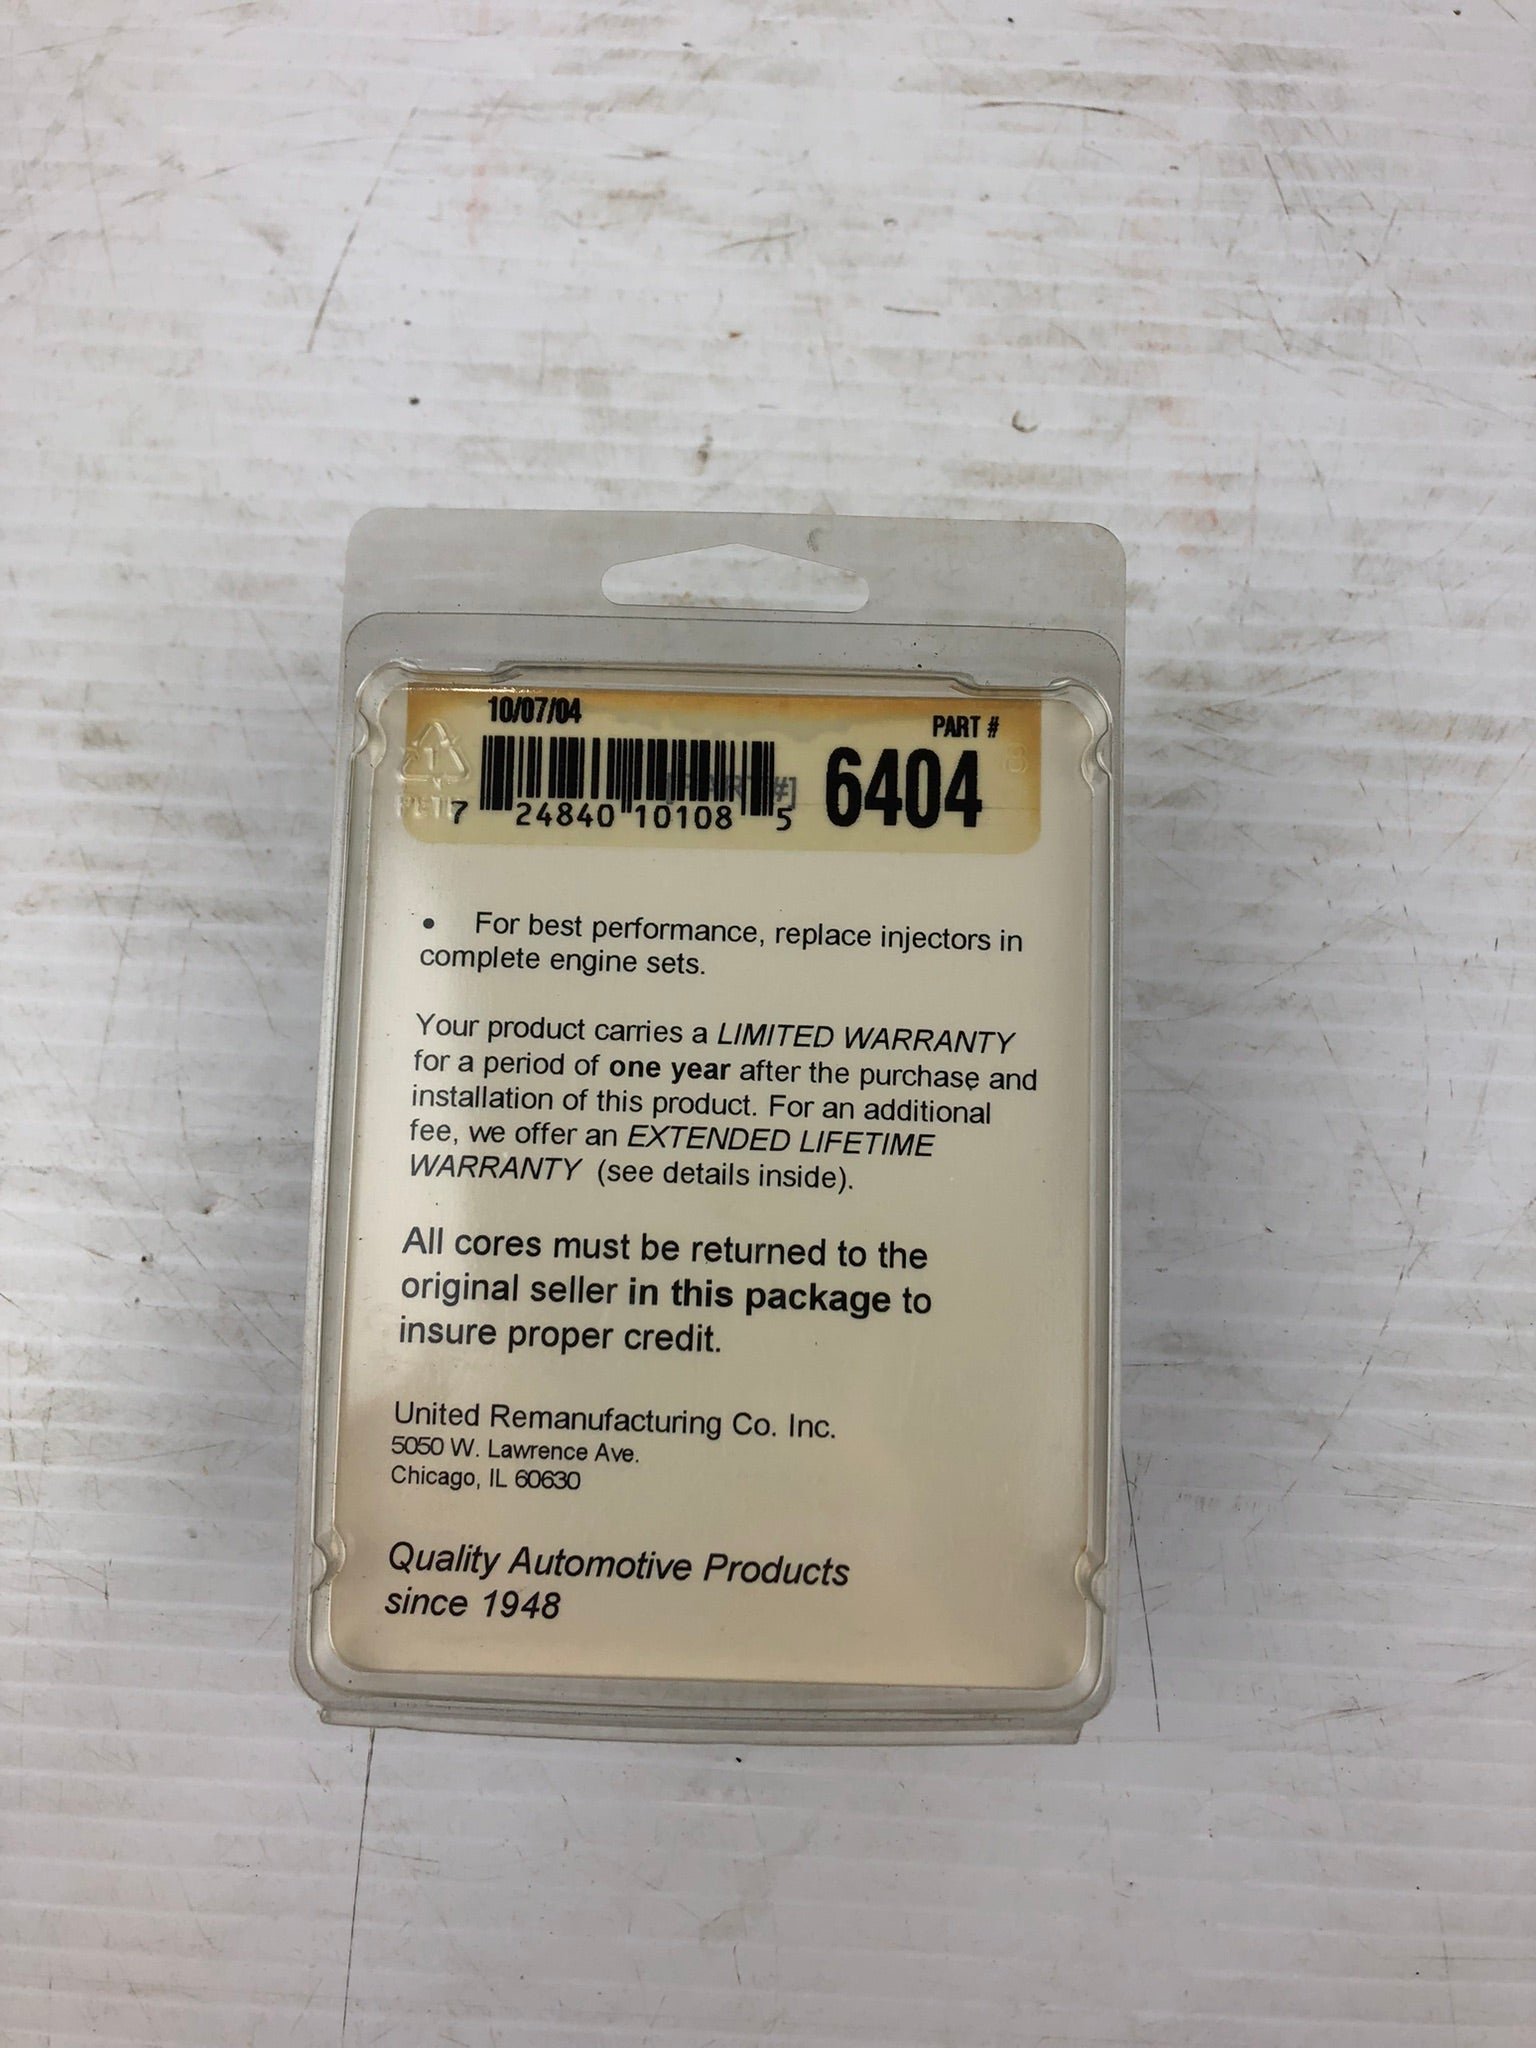 10/07/04
PART #
6404
7 24840 10108 5
• For best performance, replace injectors in
complete engine sets.
Your product carries a LIMITED WARRANTY
for a period of one year after the purchase and
installation of this product. For an additional
fee, we offer an EXTENDED LIFETIME
WARRANTY (see details inside).
All cores must be returned to the
original seller in this package to
insure proper credit.
United Remanufacturing Co. Inc.
5050 W. Lawrence Ave.
Chicago, IL 60630
Quality Automotive Products
since 1948